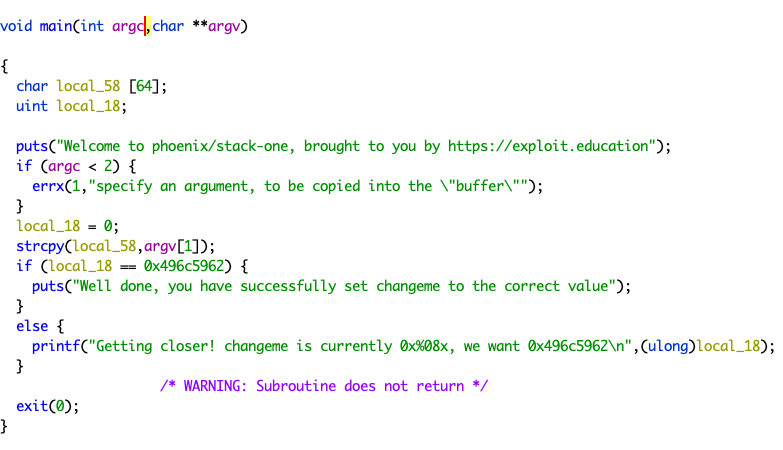 void main(int argc,char **argv)
{
char local_58 [64];
uint local_18;
puts("Welcome to phoenix/stack-one, brought to you by https://exploit.education");
if (argc < 2) {
errx(1,"specify an argument, to be copied into the \"buffer\"");
}
local_18 = 0;
strcpy(local_58,argv[1]);
if (local_18 == 0x496c5962) {
puts("Well done, you have successfully set changeme to the correct value");
}
else {
printf("Getting closer! changeme is currently 0x%08x, we want 0x496c5962\n",(ulong)local_18);
}
/* WARNING: Subroutine does not return */
exit(0);
}